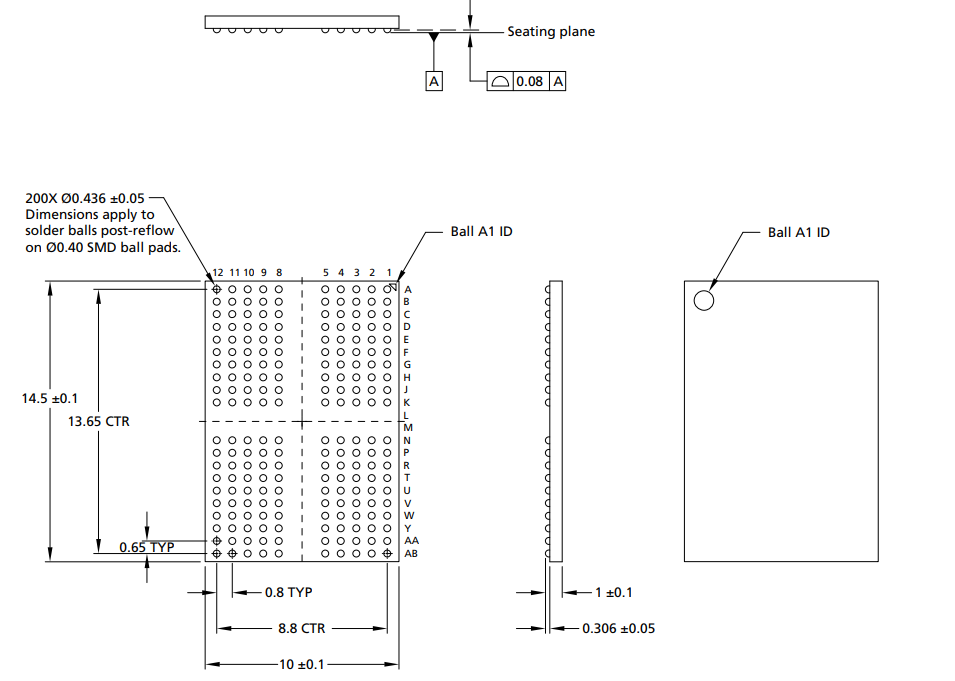 Seating plane
A
0.08 A
200X Ø0.436 ±0.05
Dimensions apply to
solder balls post-reflow
on Ø0.40 SMD ball pads.
Ball A1 ID
Ball A1 ID
12 11 10 9 8 5 4 3 2 1
A
B
C
D
E
F
G
H
J
K
L
M
N
P
R
T
U
V
W
Y
AA
AB
14.5 ±0.1
13.65 CTR
0.65 TYP
0.8 TYP
8.8 CTR
10 ±0.1
1 ±0.1
0.306 ±0.05